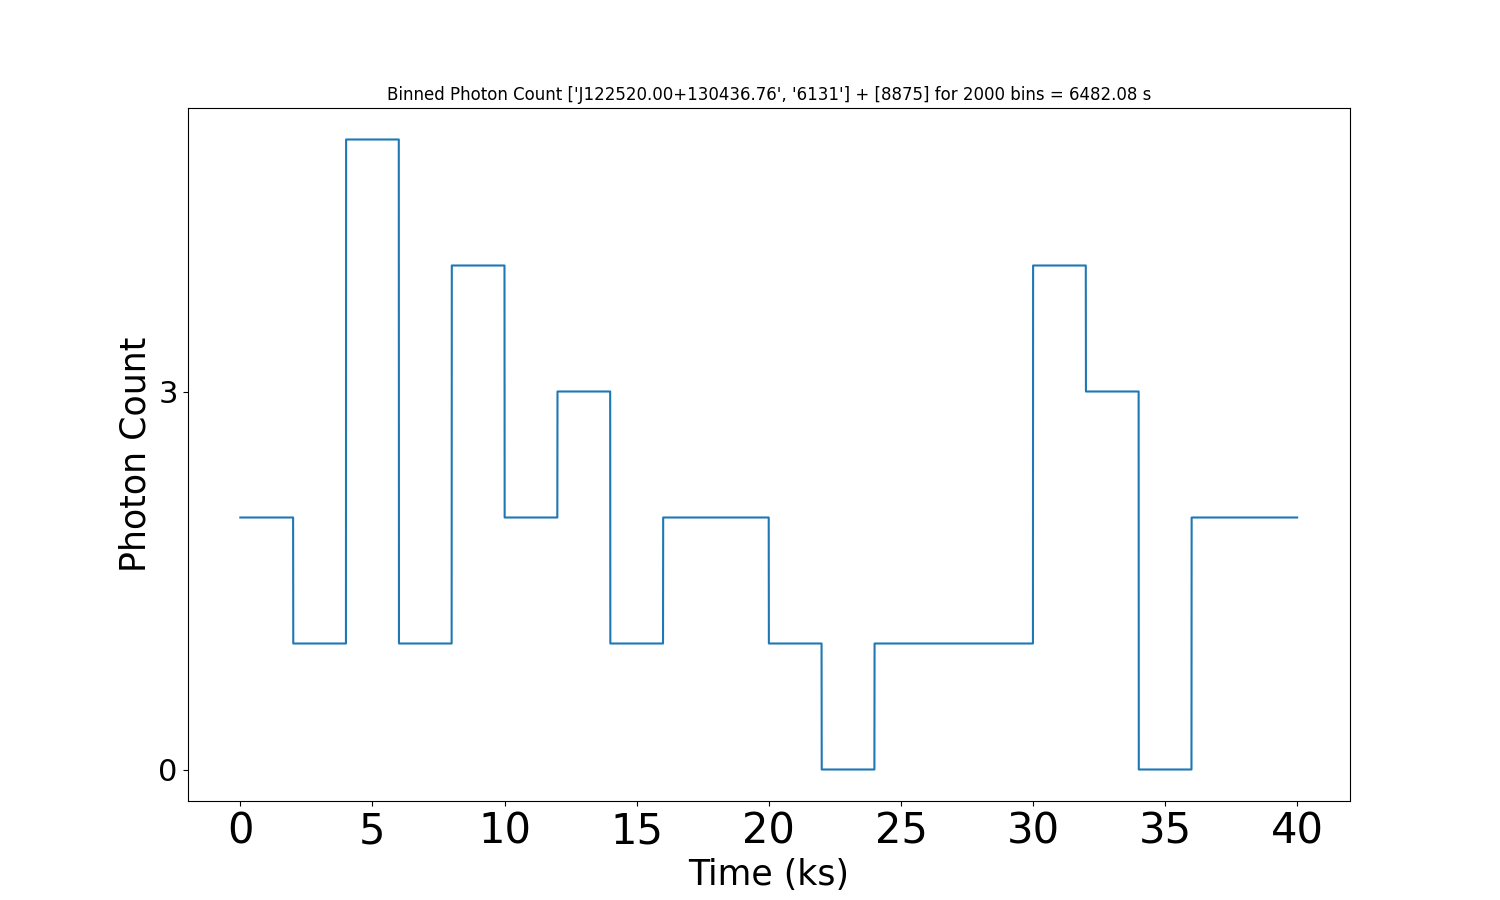 Binned Photon Count ['J122520.00+130436.76', '6131'] + [8875] for 2000 bins = 6482.08 s
Photon Count
3
0
0 5 10 15 20 25 30 35 40
Time (ks)